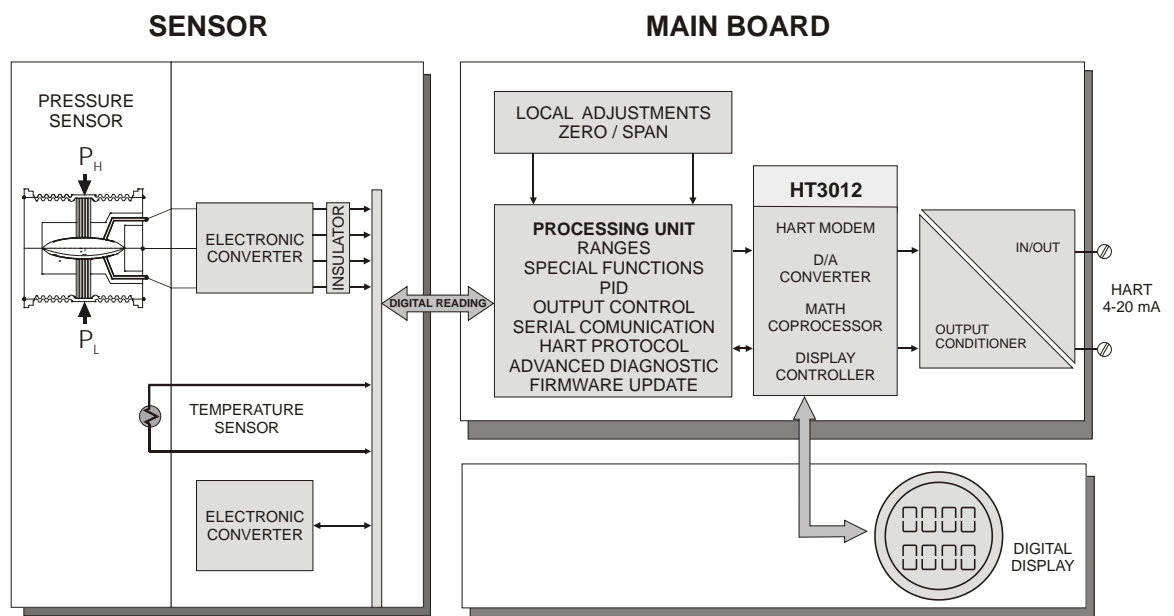 SENSOR
MAIN BOARD
PRESSURE
SENSOR
PH
PL
ELECTRONIC
CONVERTER
INSULATOR
DIGITAL READING
TEMPERATURE
SENSOR
ELECTRONIC
CONVERTER
LOCAL ADJUSTMENTS
ZERO / SPAN
PROCESSING UNIT
RANGES
SPECIAL FUNCTIONS
PID
OUTPUT CONTROL
SERIAL COMUNICATION
HART PROTOCOL
ADVANCED DIAGNOSTIC
FIRMWARE UPDATE
HT3012
HART MODEM
D/A
CONVERTER
MATH
COPROCESSOR
DISPLAY
CONTROLLER
IN/OUT
OUTPUT
CONDITIONER
HART
4-20 mA
DIGITAL
DISPLAY